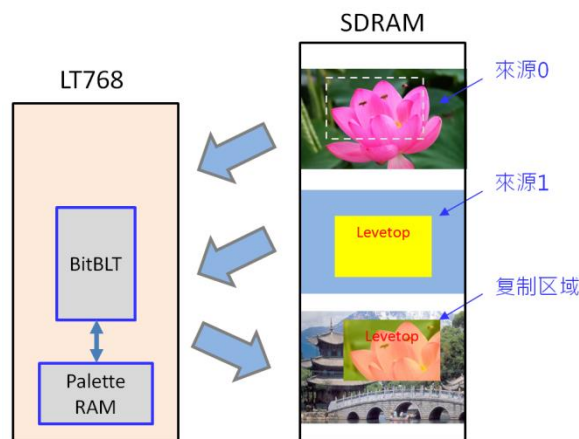 SDRAM
LT768
來源0
來源1
Levetop
BitBLT
复制区域
Levetop
Palette
RAM